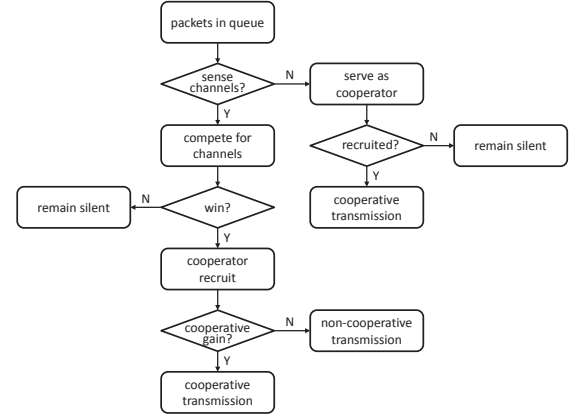 packets in queue
sense
channels?
N
serve as
cooperator
Y
compete for
channels
recruited?
N
remain silent
Y
cooperative
transmission
remain silent
N
win?
Y
cooperator
recruit
cooperative
gain?
N
non-cooperative
transmission
Y
cooperative
transmission